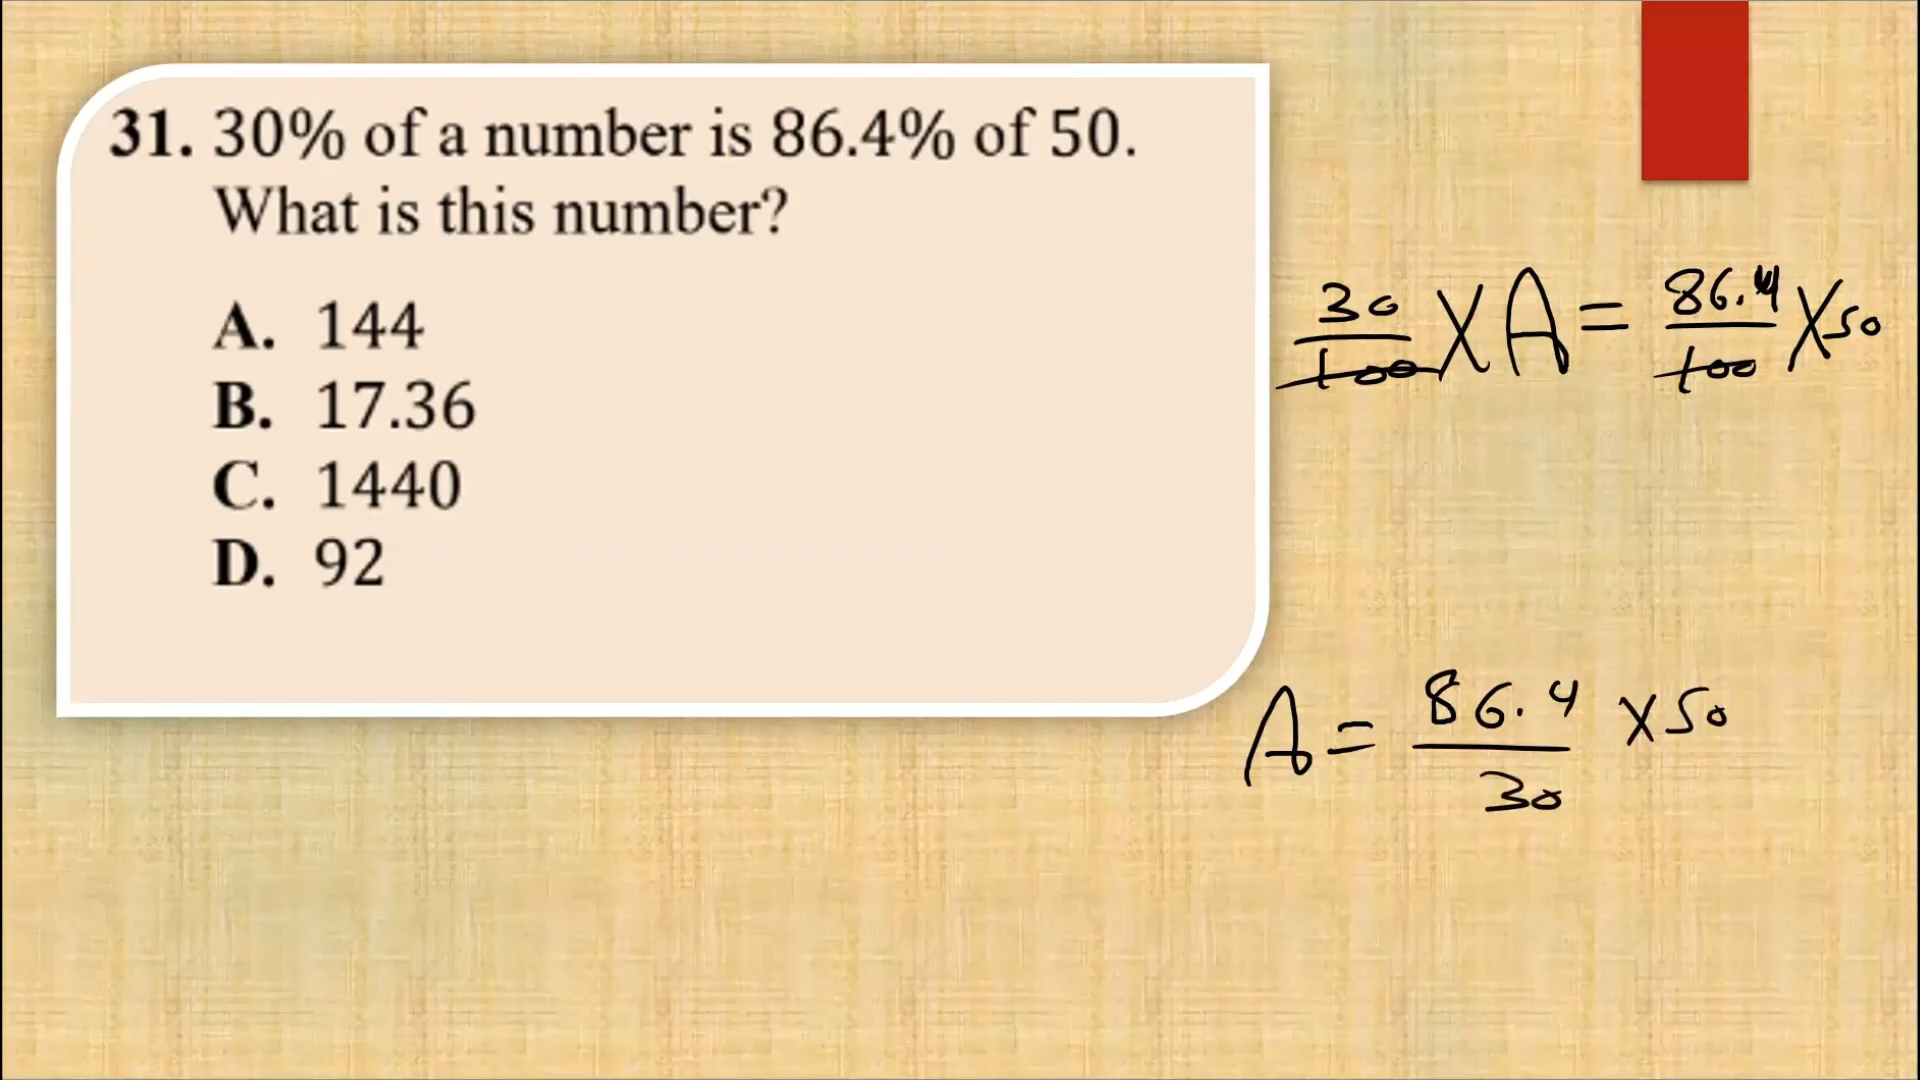 31. 30% of a number is 86.4% of 50.
What is this number?
A. 144
B. 17.36
C. 1440
D. 92
30/100 X A = 86.4/100 X 50
A = 86.4/30 X 50